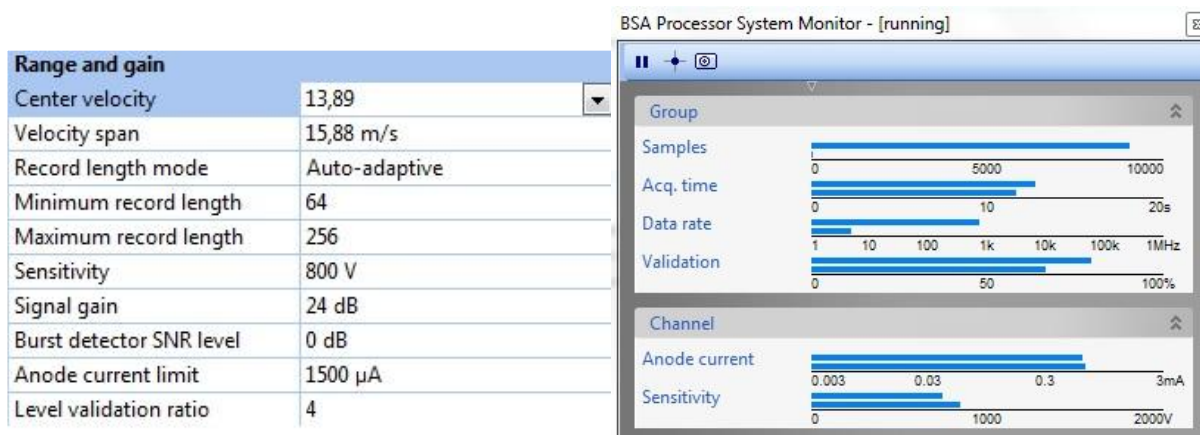 Range and gain
Center velocity 13,89
Velocity span 15,88 m/s
Record length mode Auto-adaptive
Minimum record length 64
Maximum record length 256
Sensitivity 800 V
Signal gain 24 dB
Burst detector SNR level 0 dB
Anode current limit 1500 µA
Level validation ratio 4
BSA Processor System Monitor - [running]
Group
Samples
0 5000 10000
Acq. time
0 10 20s
Data rate
1 10 100 1k 10k 100k 1MHz
Validation
0 50 100%
Channel
Anode current
0.003 0.03 0.3 3mA
Sensitivity
0 1000 2000V